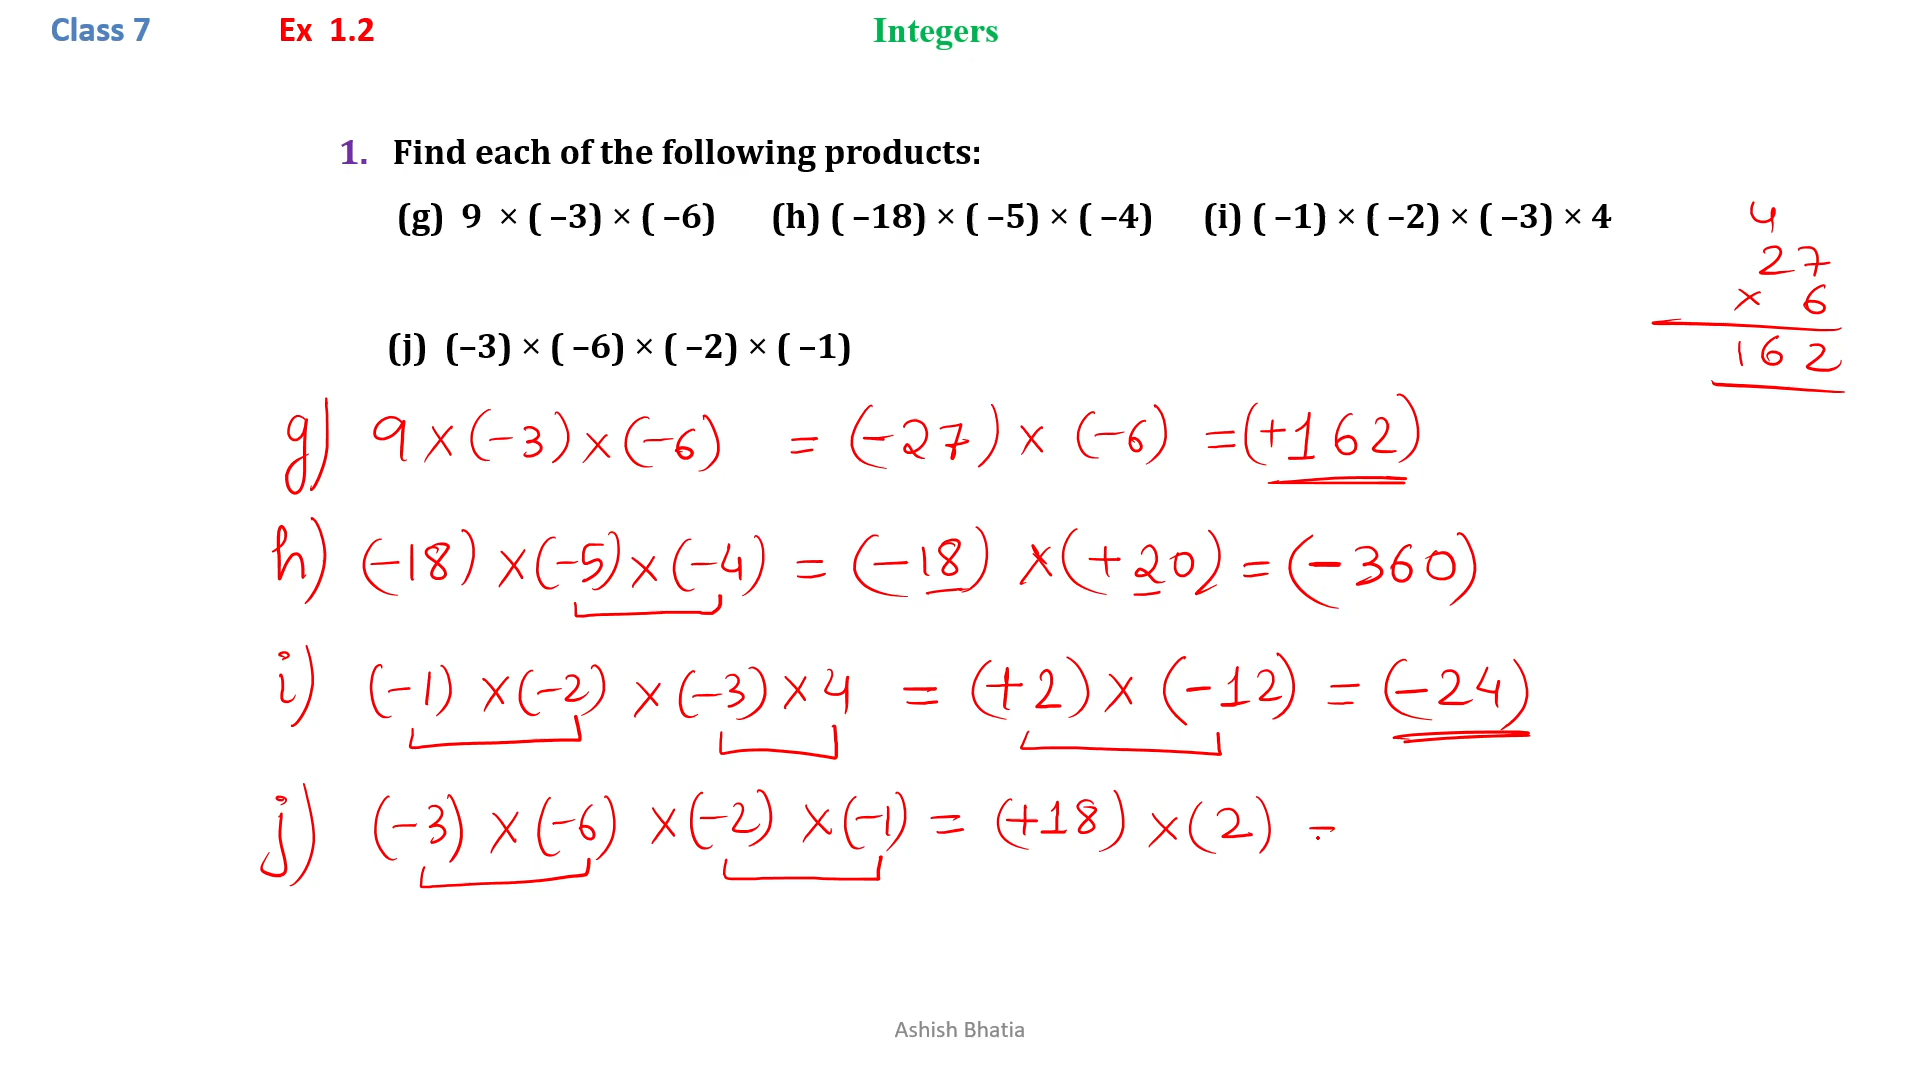 Class 7 Ex 1.2 Integers
1. Find each of the following products:
(g) 9 × ( –3) × ( –6) (h) ( –18) × ( –5) × ( –4) (i) ( –1) × ( –2) × ( –3) × 4
(j) (–3) × ( –6) × ( –2) × ( –1)
4
27
× 6
162
g) 9 × (-3) × (-6) = (-27) × (-6) = (+162)
h) (-18) × (-5) × (-4) = (-18) × (+20) = (-360)
i) (-1) × (-2) × (-3) × 4 = (+2) × (-12) = (-24)
j) (-3) × (-6) × (-2) × (-1) = (+18) × (2) =
Ashish Bhatia